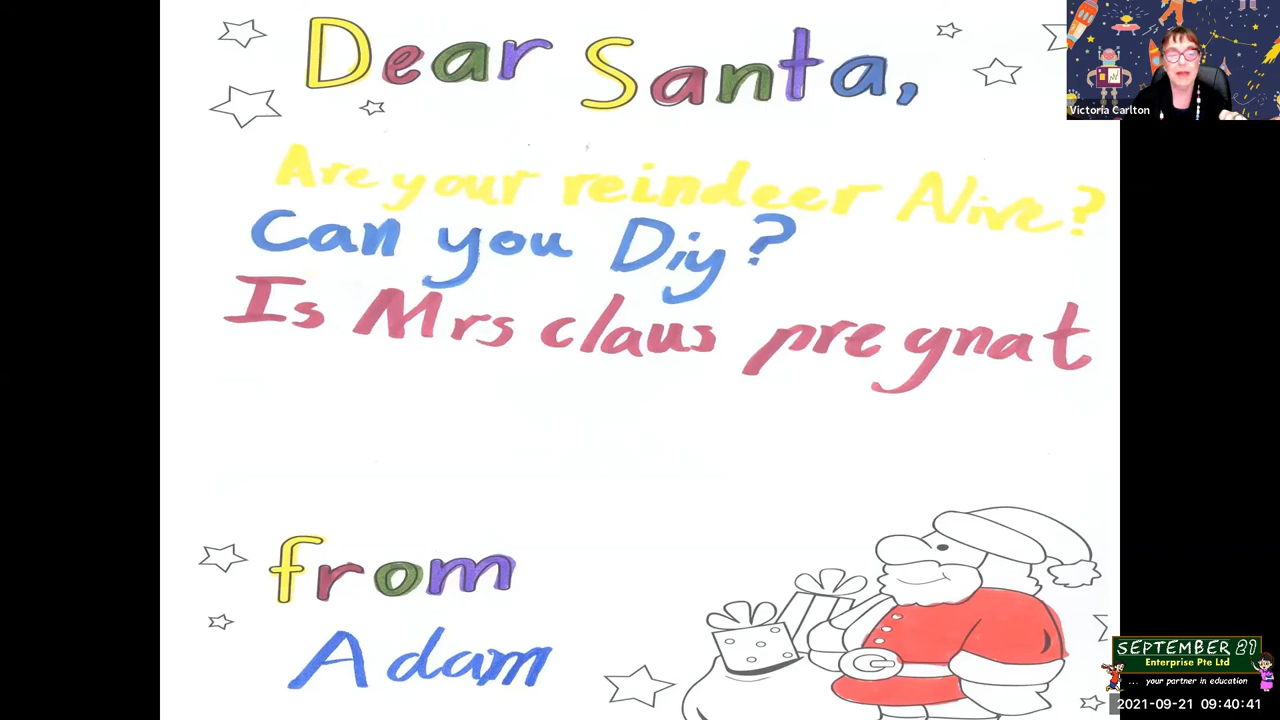 Dear Santa,
Are your reindeer Alive?
Can you Diy?
Is Mrs claus pregnat
from
Adam
Victoria Carlton
SEPTEMBER 21
Enterprise Pte Ltd
... your partner in education
2021-09-21 09:40:41